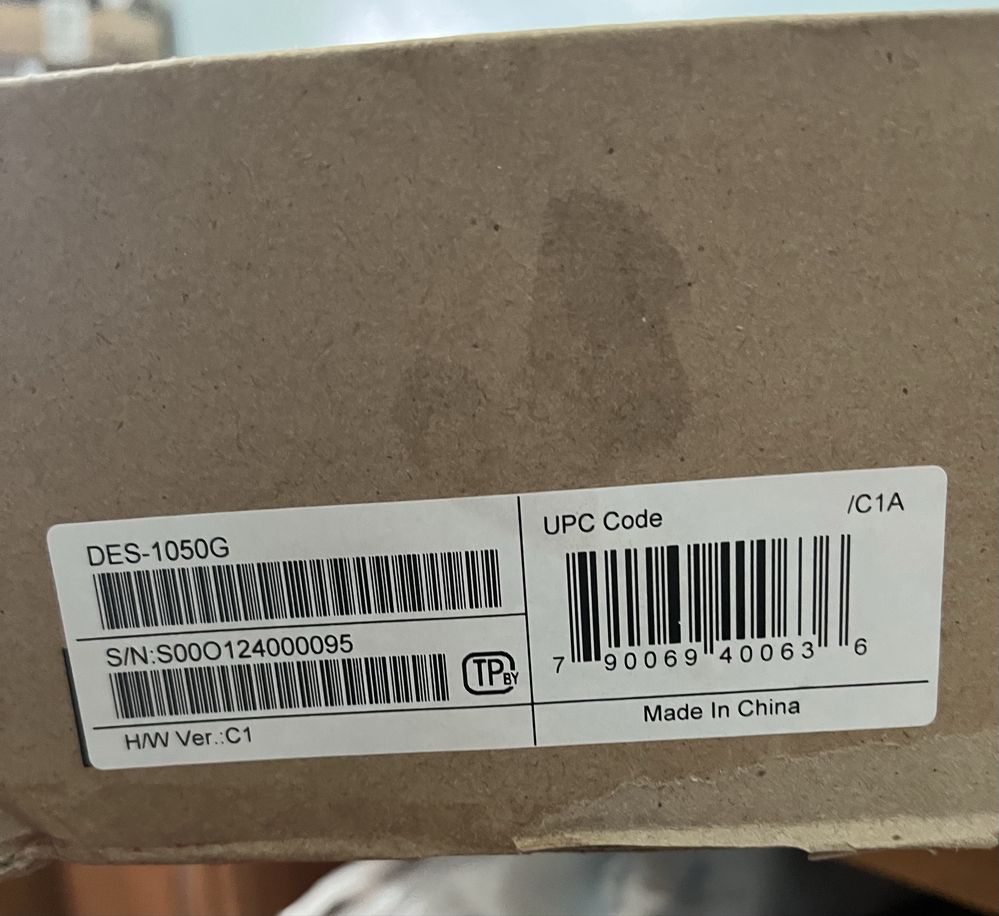 DES-1050G
S/N:S00O124000095
TP BY
H/W Ver.:C1
UPC Code
/C1A
7 90069 40063 6
Made In China